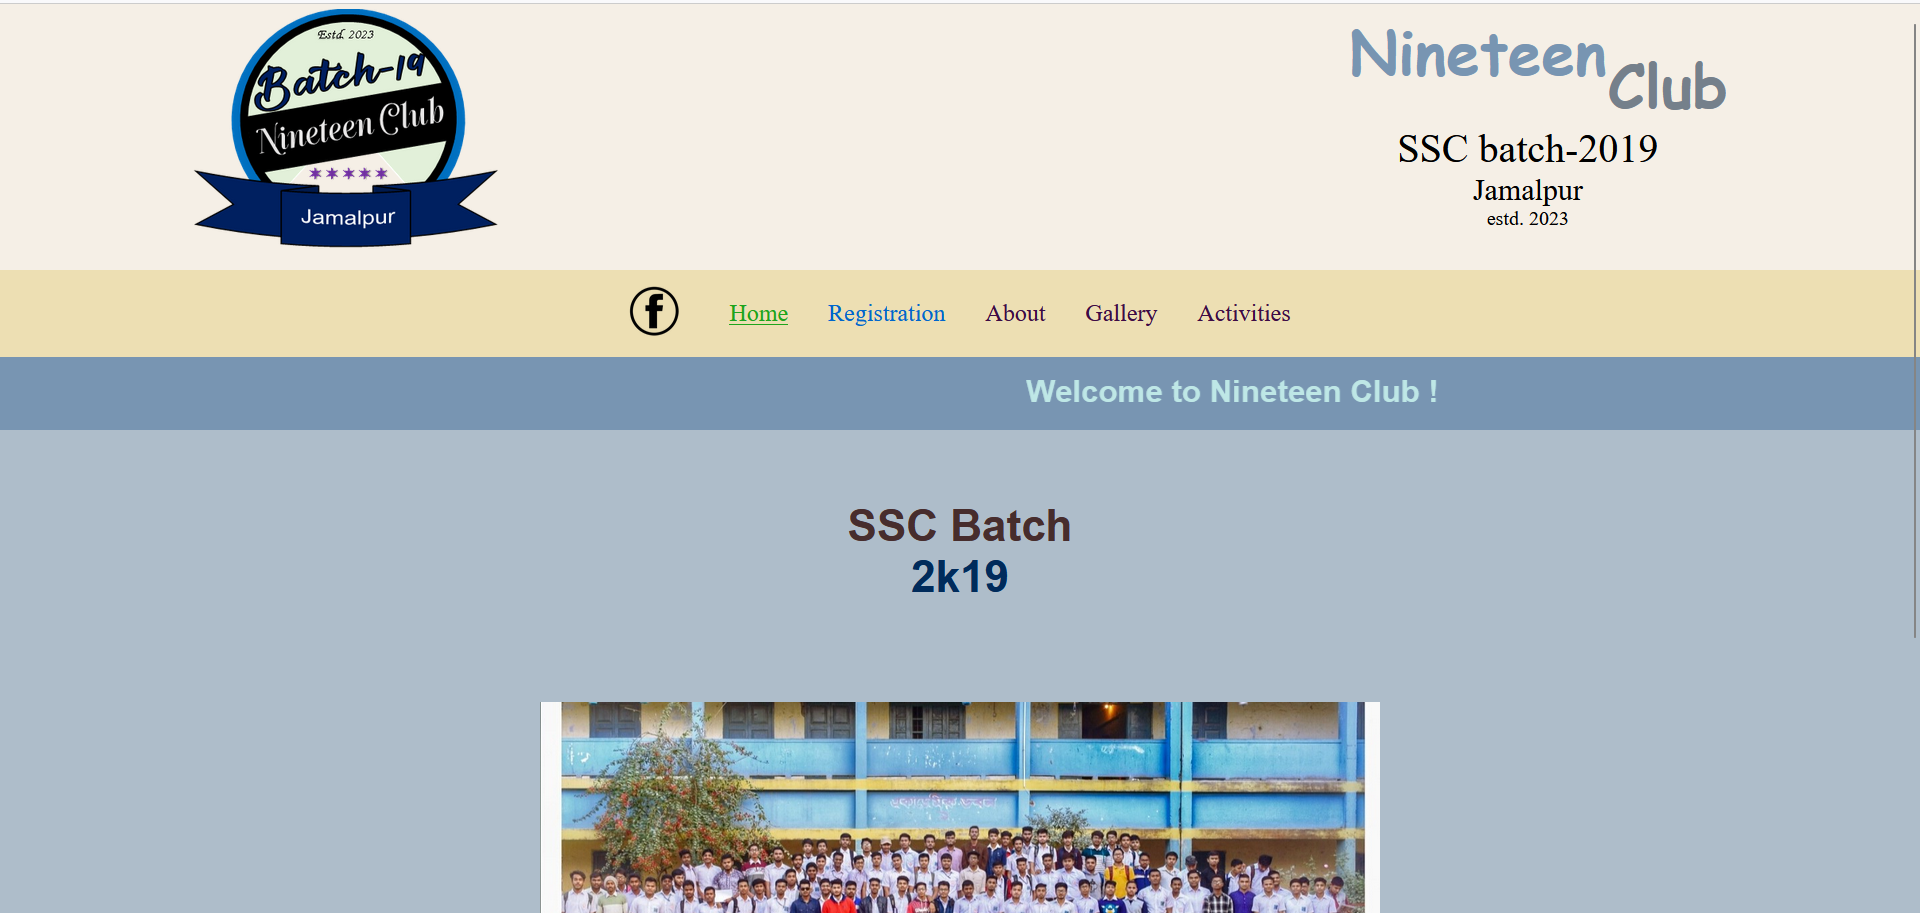 Estd. 2023
Batch-19
Nineteen Club
Jamalpur
Nineteen Club
SSC batch-2019
Jamalpur
estd. 2023
Home Registration About Gallery Activities
Welcome to Nineteen Club !
SSC Batch
2k19